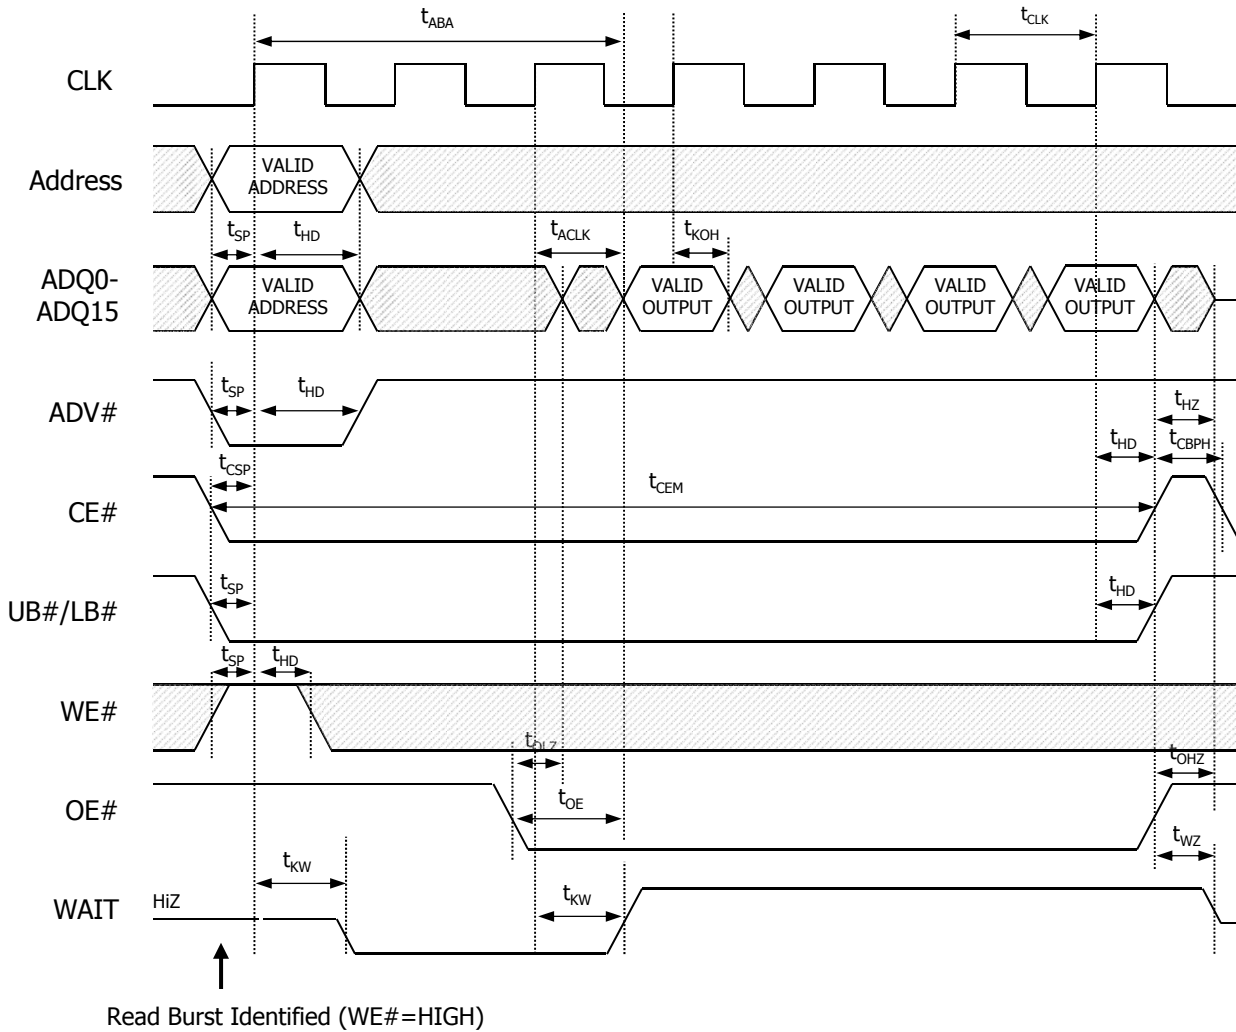 tABA
tCLK
CLK
Address
VALID
ADDRESS
tSP
tHD
tACLK
tKOH
ADQ0-
ADQ15
VALID
ADDRESS
VALID
OUTPUT
VALID
OUTPUT
VALID
OUTPUT
VALID
OUTPUT
ADV#
tSP
tHD
tHZ
tHD
tCBPH
CE#
tCSP
tCEM
UB#/LB#
tSP
tHD
WE#
tSP
tHD
tOLZ
OE#
tOE
tOHZ
tWZ
WAIT
HiZ
tKW
tKW
Read Burst Identified (WE#=HIGH)